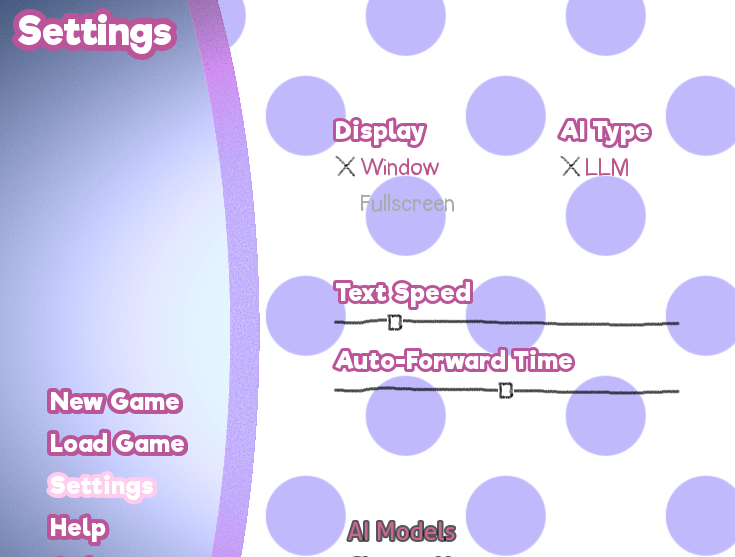 Settings
Display
AI Type
Window
LLM
Fullscreen
Text Speed
Auto-Forward Time
New Game
Load Game
Settings
Help
AI Models